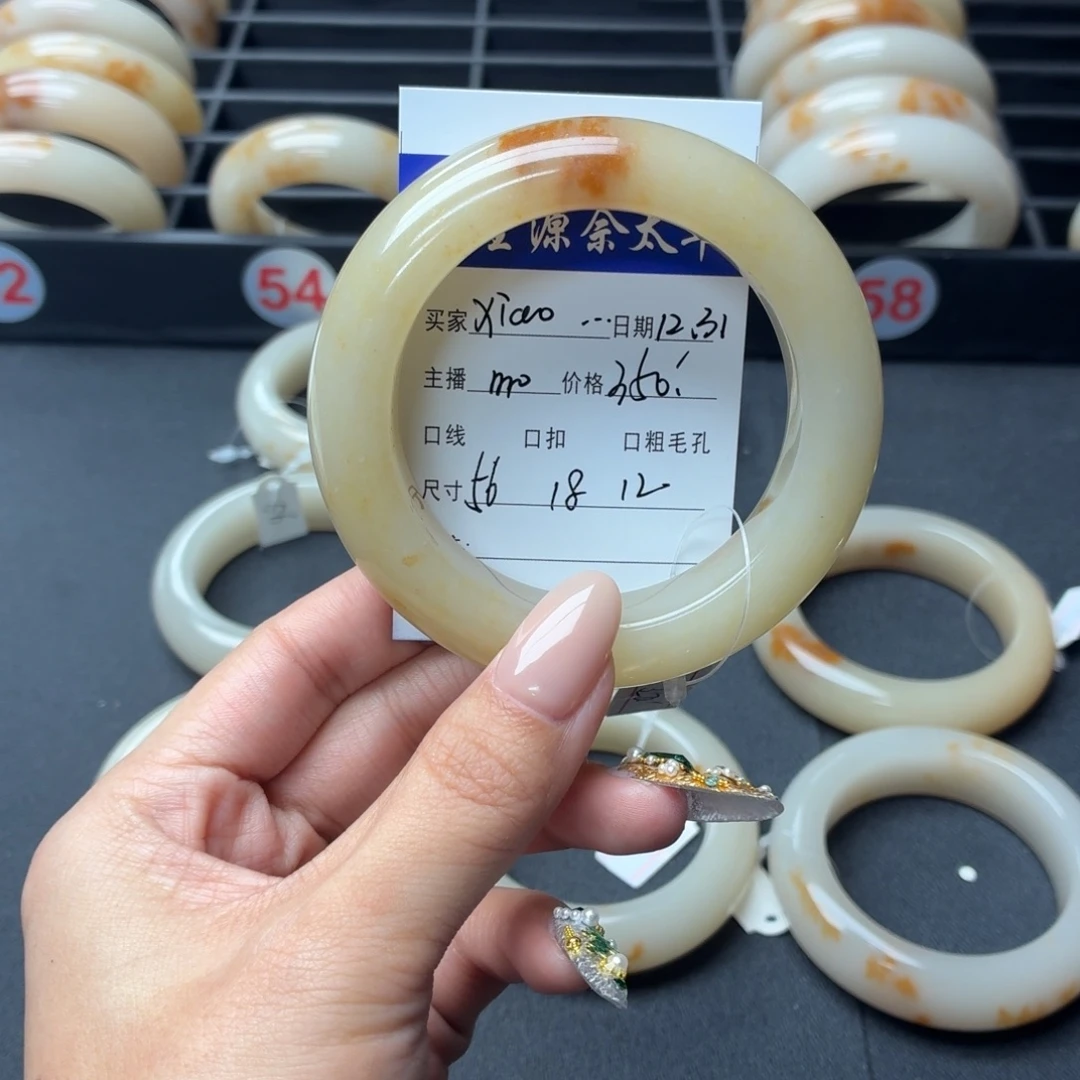 源余太
54
58
买家 xiao ... 日期 12.31
主播 mo 价格 350!
口线 口扣 口粗毛孔
尺寸 56 18 12